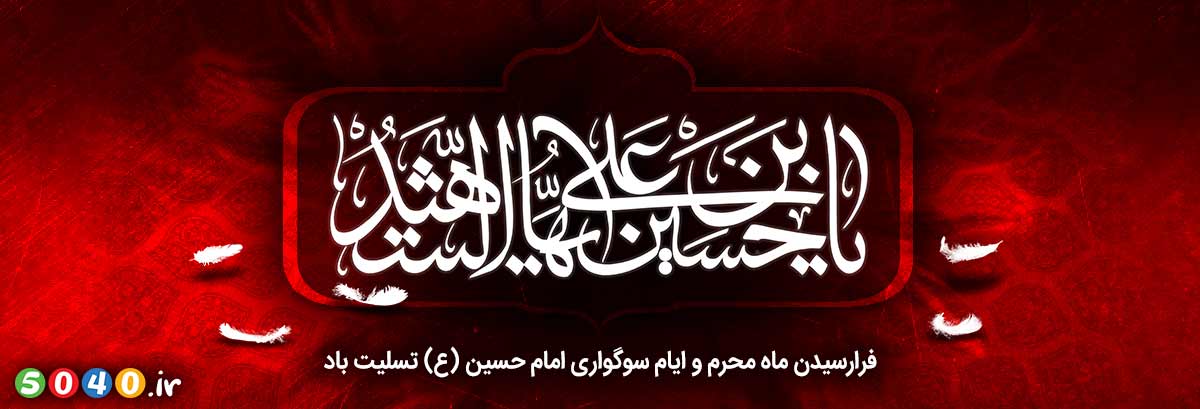 یا حسین بن علی ایها الشهید
فرارسیدن ماه محرم و ایام سوگواری امام حسین (ع) تسلیت باد
5040.ir